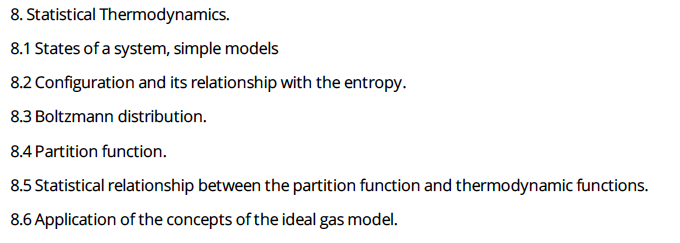 8. Statistical Thermodynamics.
8.1 States of a system, simple models
8.2 Configuration and its relationship with the entropy.
8.3 Boltzmann distribution.
8.4 Partition function.
8.5 Statistical relationship between the partition function and thermodynamic functions.
8.6 Application of the concepts of the ideal gas model.